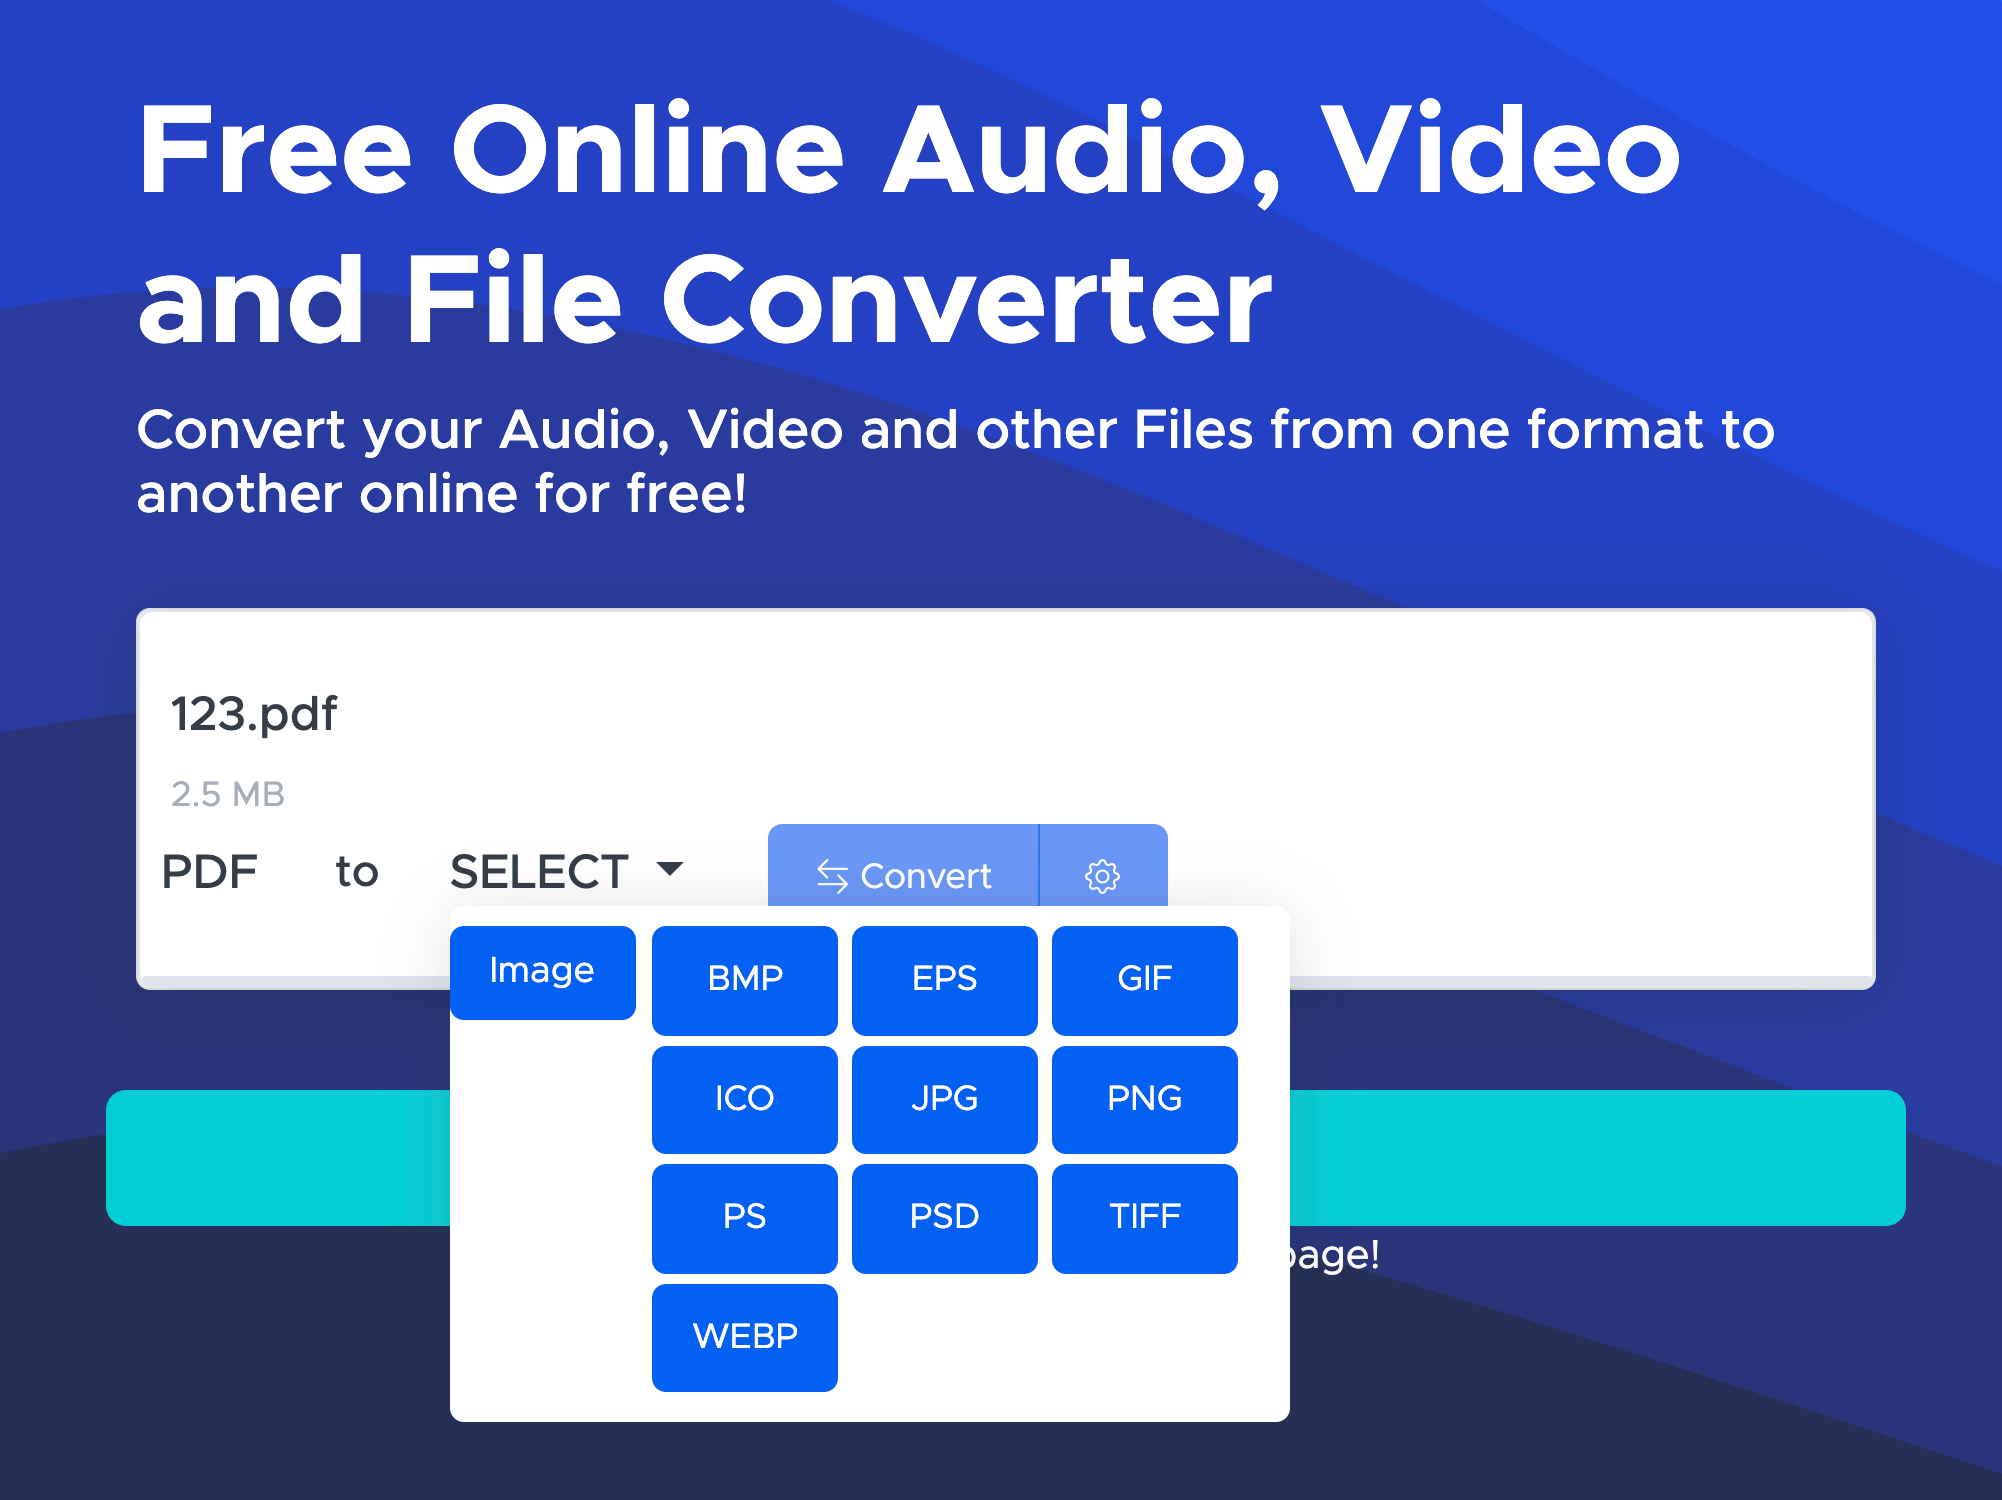 Free Online Audio, Video
and File Converter
Convert your Audio, Video and other Files from one format to
another online for free!
123.pdf
2.5 MB
PDF to SELECT Convert
Image BMP EPS GIF
ICO JPG PNG
PS PSD TIFF
page!
WEBP